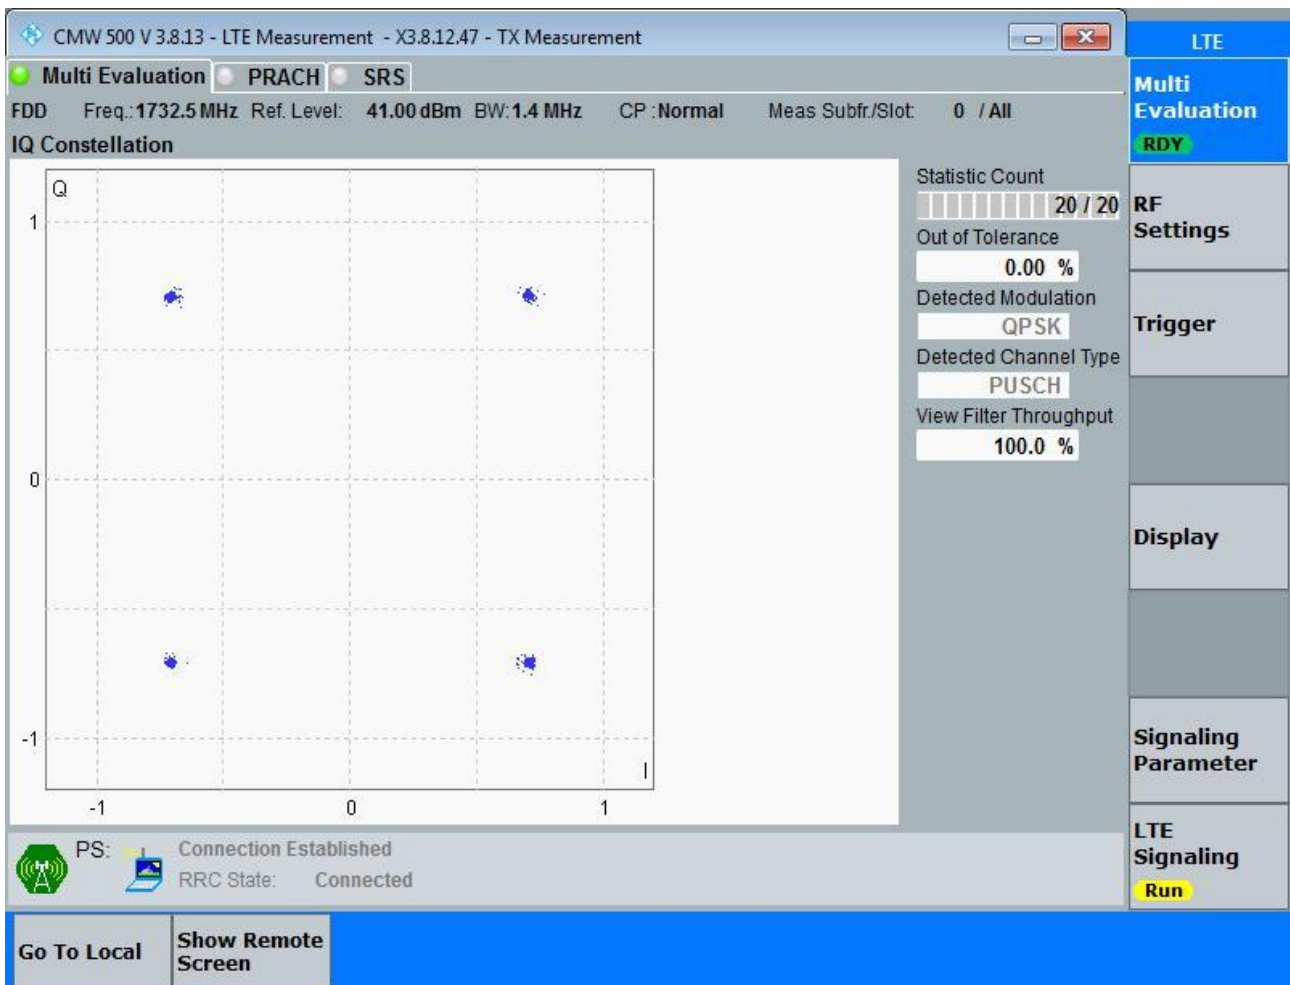 CMW 500 V 3.8.13 - LTE Measurement - X3.8.12.47 - TX Measurement
LTE
Multi Evaluation PRACH SRS
FDD Freq.:1732.5 MHz Ref. Level: 41.00 dBm BW:1.4 MHz CP :Normal Meas Subfr./Slot: 0 / All
IQ Constellation
Q
1
0
-1
I
-1 0 1
Statistic Count
20 / 20
Out of Tolerance
0.00 %
Detected Modulation
QPSK
Detected Channel Type
PUSCH
View Filter Throughput
100.0 %
Multi
Evaluation
RDY
RF
Settings
Trigger
Display
Signaling
Parameter
LTE
Signaling
Run
PS: Connection Established
RRC State: Connected
Go To Local
Show Remote
Screen